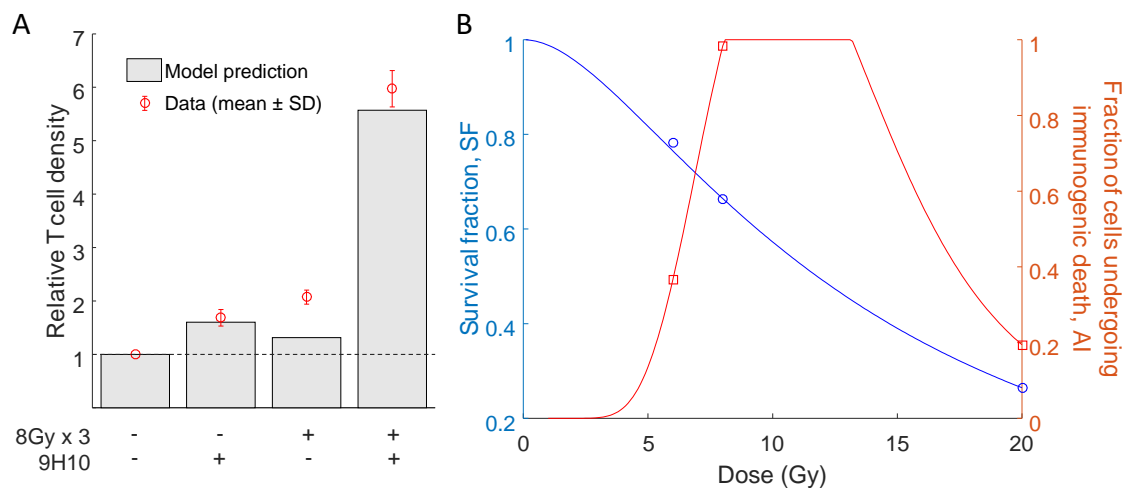 A
7
6
5
4
3
2
1
Relative T cell density
Model prediction
Data (mean ± SD)
8Gy x 3 - - + +
9H10 - + - +
B
1
0.8
0.6
0.4
0.2
Survival fraction, SF
0 5 10 15 20
Dose (Gy)
1
0.8
0.6
0.4
0.2
0
Fraction of cells undergoing
immunogenic death, AI